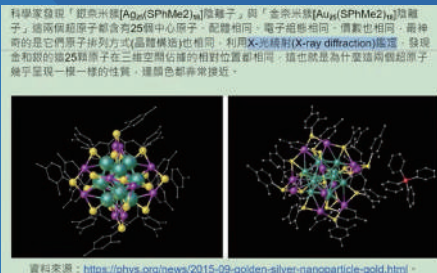 科學家發現「銀奈米簇[Ag₂₅(SPhMe2)₁₈]陰離子」與「金奈米簇[Au₂₅(SPhMe2)₁₈]陰離
子」這兩個超原子都含有25個中心原子、配體相同、電子組態相同、價數也相同，最神
奇的是它們原子排列方式(晶體構造)也相同，利用X-光繞射(X-ray diffraction)鑑定，發現
金和銀的這25顆原子在三維空間佔據的相對位置都相同，這也就是為什麼這兩個超原子
幾乎呈現一模一樣的性質，連顏色都非常接近。
資料來源：https://phys.org/news/2015-09-golden-silver-nanoparticle-gold.html。